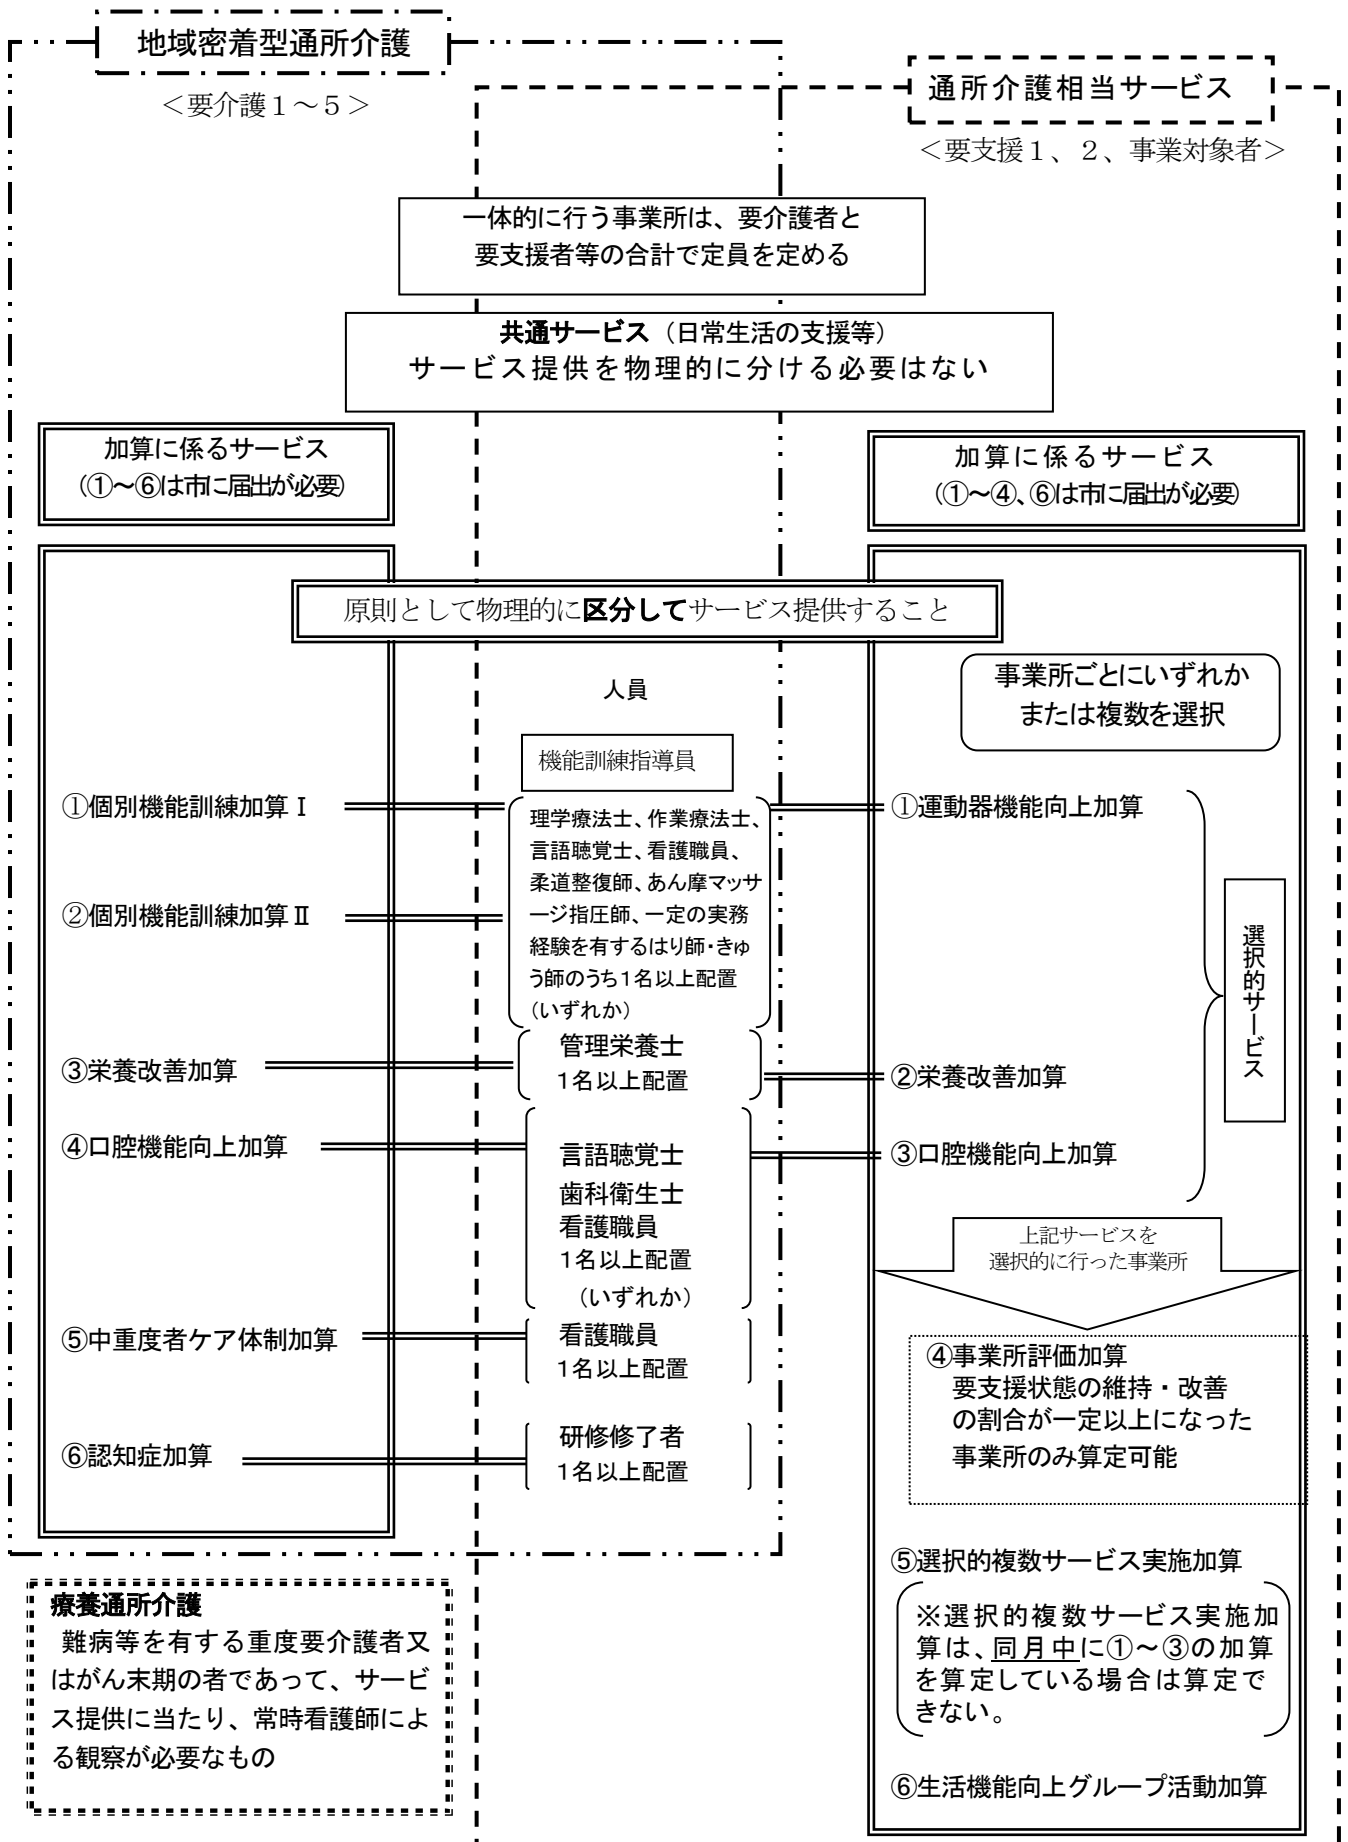 地域密着型通所介護
＜要介護１～５＞
通所介護相当サービス
＜要支援１、２、事業対象者＞
一体的に行う事業所は、要介護者と
要支援者等の合計で定員を定める
共通サービス（日常生活の支援等）
サービス提供を物理的に分ける必要はない
加算に係るサービス
（①～⑥は市に届出が必要）
加算に係るサービス
（①～④、⑥は市に届出が必要）
原則として物理的に区分してサービス提供すること
人員
機能訓練指導員
事業所ごとにいずれか
または複数を選択
①個別機能訓練加算Ⅰ
②個別機能訓練加算Ⅱ
理学療法士、作業療法士、
言語聴覚士、看護職員、
柔道整復師、あん摩マッサ
ージ指圧師、一定の実務
経験を有するはり師・きゅ
う師のうち１名以上配置
（いずれか）
①運動器機能向上加算
選択的サービス
③栄養改善加算
管理栄養士
１名以上配置
②栄養改善加算
④口腔機能向上加算
言語聴覚士
歯科衛生士
看護職員
１名以上配置
（いずれか）
③口腔機能向上加算
上記サービスを
選択的に行った事業所
⑤中重度者ケア体制加算
看護職員
１名以上配置
④事業所評価加算
要支援状態の維持・改善
の割合が一定以上になった
事業所のみ算定可能
⑥認知症加算
研修修了者
１名以上配置
⑤選択的複数サービス実施加算
※選択的複数サービス実施加
算は、同月中に①～③の加算
を算定している場合は算定で
きない。
⑥生活機能向上グループ活動加算
療養通所介護
難病等を有する重度要介護者又
はがん末期の者であって、サービ
ス提供に当たり、常時看護師によ
る観察が必要なもの